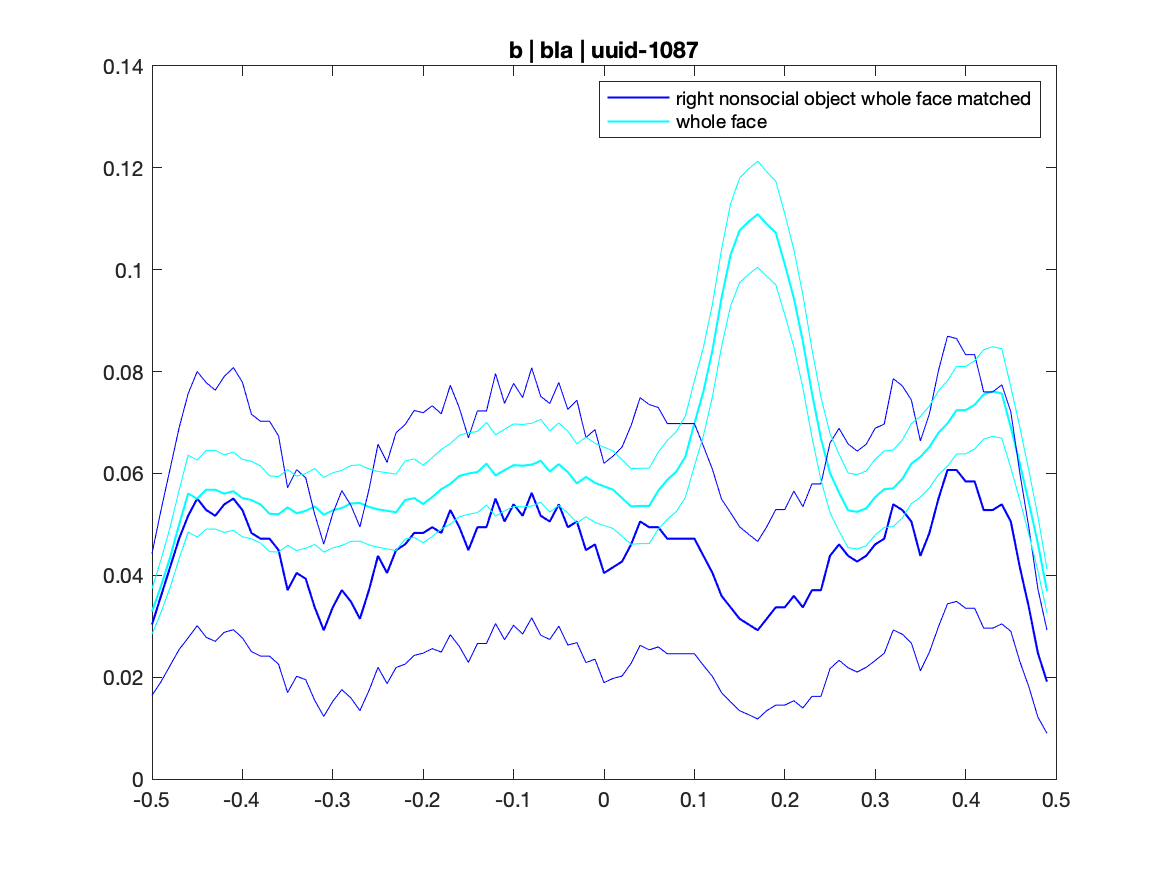 b | bla | uuid-1087
right nonsocial object whole face matched
whole face
0.14
0.12
0.1
0.08
0.06
0.04
0.02
0
-0.5 -0.4 -0.3 -0.2 -0.1 0 0.1 0.2 0.3 0.4 0.5